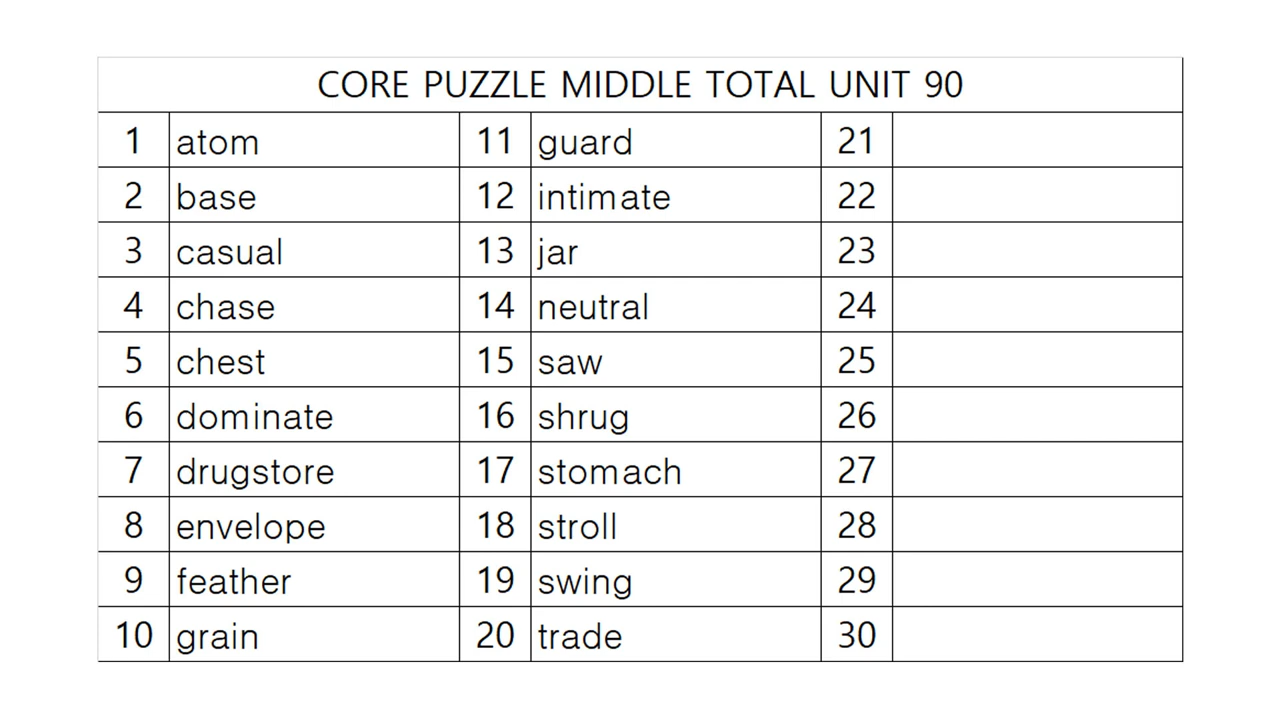 CORE PUZZLE MIDDLE TOTAL UNIT 90
1 atom 11 guard 21
2 base 12 intimate 22
3 casual 13 jar 23
4 chase 14 neutral 24
5 chest 15 saw 25
6 dominate 16 shrug 26
7 drugstore 17 stomach 27
8 envelope 18 stroll 28
9 feather 19 swing 29
10 grain 20 trade 30